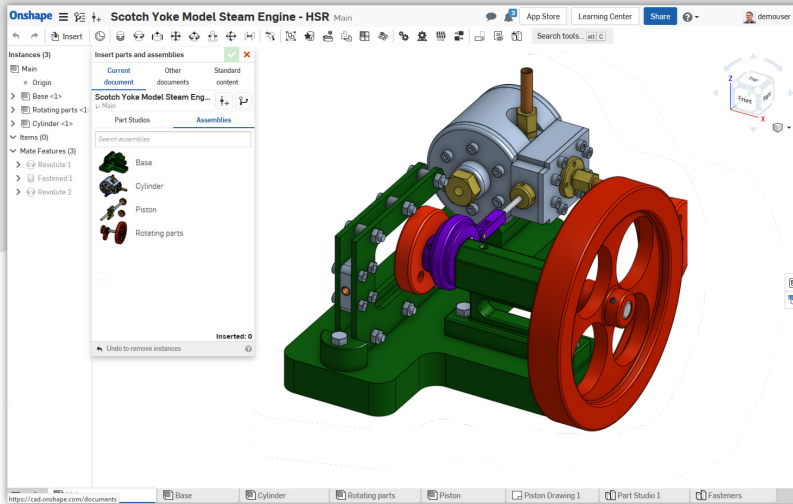 Onshape
Scotch Yoke Model Steam Engine - HSR Main
App Store
Learning Center
Share
demouser
Insert
Search tools... alt C
Instances (3)
Main
Origin
Base <1>
Rotating parts <1>
Cylinder <1>
Items (0)
Mate Features (3)
Revolute 1
Fastened 1
Revolute 2
Insert parts and assemblies
Current document
Other documents
Standard content
Scotch Yoke Model Steam Eng...
Main
Part Studios
Assemblies
Search assemblies
Base
Cylinder
Piston
Rotating parts
Inserted: 0
Undo to remove instances
Z
Front
X
https://cad.onshape.com/documents
Base
Cylinder
Rotating parts
Piston
Piston Drawing 1
Part Studio 1
Fasteners